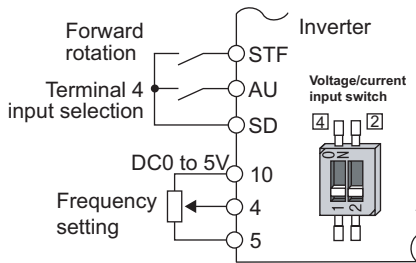 Inverter
Forward
rotation
STF
Terminal 4
input selection
AU
SD
Voltage/current
input switch
4
2
ON
1 2
DC0 to 5V
10
Frequency
setting
4
5